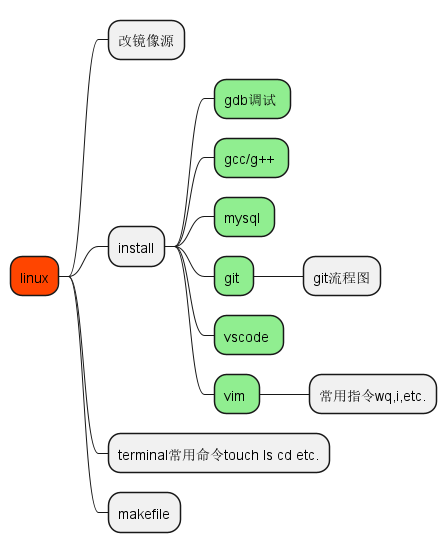 改镜像源
gdb调试
gcc/g++
mysql
linux
install
git
git流程图
vscode
vim
常用指令wq,i,etc.
terminal常用命令touch ls cd etc.
makefile